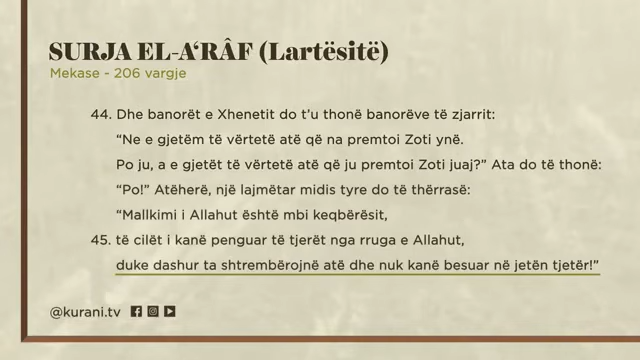 SURJA EL-A‘RÂF (Lartësitë)
Mekase - 206 vargje
44. Dhe banorët e Xhenetit do t’u thonë banorëve të zjarrit:
“Ne e gjetëm të vërtetë atë që na premtoi Zoti ynë.
Po ju, a e gjetët të vërtetë atë që ju premtoi Zoti juaj?” Ata do të thonë:
“Po!” Atëherë, një lajmëtar midis tyre do të thërrasë:
“Mallkimi i Allahut është mbi keqbërësit,
45. të cilët i kanë penguar të tjerët nga rruga e Allahut,
duke dashur ta shtrembërojnë atë dhe nuk kanë besuar në jetën tjetër!”
@kurani.tv